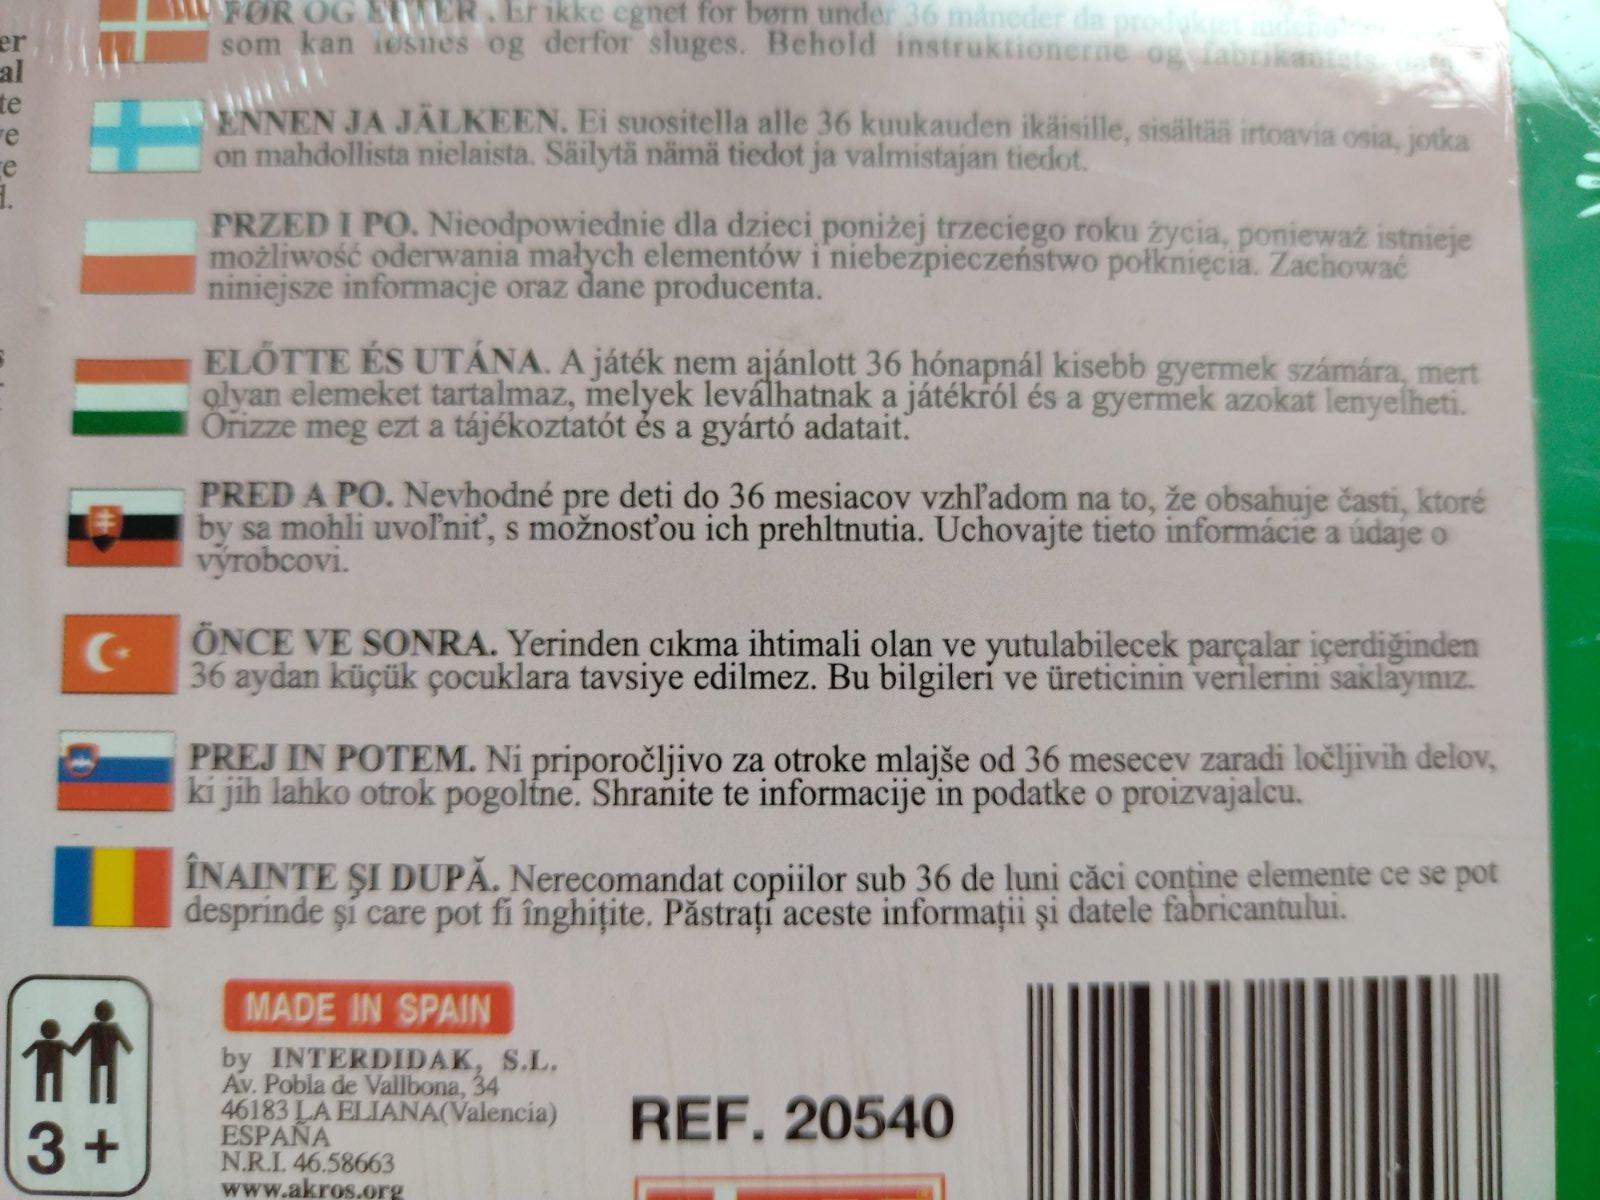 er
al
te
ve
ge
d.
FØR OG EFTER . Er ikke egnet for børn under 36 måneder da produktet
som kan løsnes og derfor sluges. Behold instruktionerne og fabrikantets
ENNEN JA JÄLKEEN. Ei suositella alle 36 kuukauden ikäisille, sisältää irtoavia osia, jotka
on mahdollista nielaista. Säilytä nämä tiedot ja valmistajan tiedot.
PRZED I PO. Nieodpowiednie dla dzieci poniżej trzeciego roku życia, ponieważ istnieje
możliwość oderwania małych elementów i niebezpieczeństwo połknięcia. Zachować
niniejsze informacje oraz dane producenta.
ELŐTTE ÉS UTÁNA. A játék nem ajánlott 36 hónapnál kisebb gyermek számára, mert
olyan elemeket tartalmaz, melyek leválhatnak a játékról és a gyermek azokat lenyelheti.
Őrizze meg ezt a tájékoztatót és a gyártó adatait.
PRED A PO. Nevhodné pre deti do 36 mesiacov vzhľadom na to, že obsahuje časti, ktoré
by sa mohli uvoľniť, s možnosťou ich prehltnutia. Uchovajte tieto informácie a údaje o
výrobcovi.
ÖNCE VE SONRA. Yerinden cıkma ihtimali olan ve yutulabilecek parçalar içerdiğinden
36 aydan küçük çocuklara tavsiye edilmez. Bu bilgileri ve üreticinin verilerini saklayınız.
PREJ IN POTEM. Ni priporočljivo za otroke mlajše od 36 mesecev zaradi ločljivih delov,
ki jih lahko otrok pogoltne. Shranite te informacije in podatke o proizvajalcu.
ÎNAINTE ŞI DUPĂ. Nerecomandat copiilor sub 36 de luni căci conţine elemente ce se pot
desprinde şi care pot fi înghiţite. Păstraţi aceste informaţii şi datele fabricantului.
3 +
MADE IN SPAIN
by INTERDIDAK, S.L.
Av. Pobla de Vallbona, 34
46183 LA ELIANA(Valencia)
ESPAÑA
N.R.I. 46.58663
www.akros.org
REF. 20540